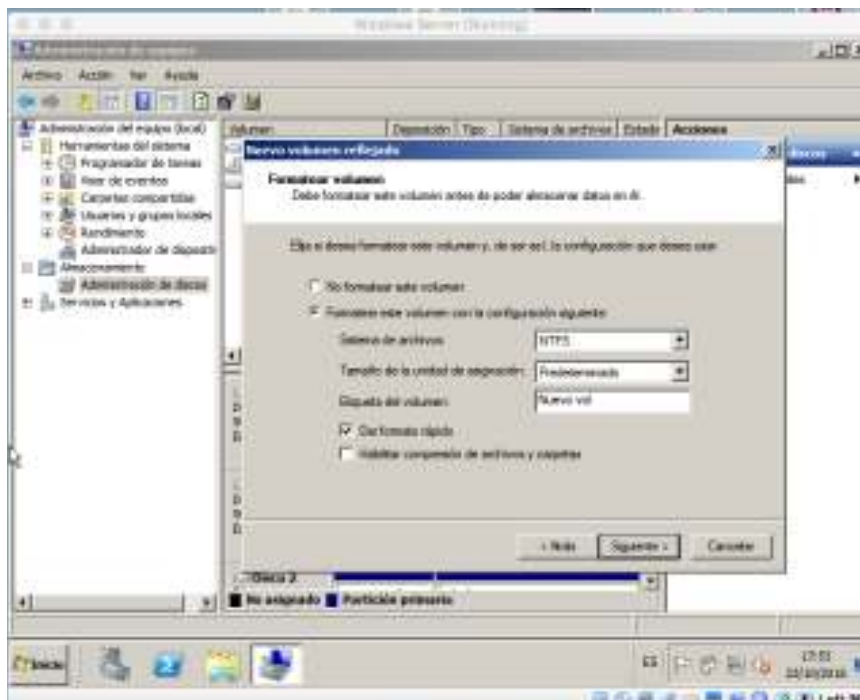 Windows Server [Running]
Administración de equipos
Archivo Acción Ver Ayuda
Administración del equipo (local)
Herramientas del sistema
Programador de tareas
Visor de eventos
Carpetas compartidas
Usuarios y grupos locales
Rendimiento
Administrador de dispositi
Almacenamiento
Administración de discos
Servicios y Aplicaciones
Volumen Disposición Tipo Sistema de archivos Estado Acciones
Nuevo volumen reflejado
Formatear volumen
Debe formatear este volumen antes de poder almacenar datos en él.
Elija si desea formatear este volumen y, de ser así, la configuración que desea usar.
No formatear este volumen
Formatear este volumen con la configuración siguiente:
Sistema de archivos: NTFS
Tamaño de la unidad de asignación: Predeterminado
Etiqueta del volumen: Nuevo vol
Dar formato rápido
Habilitar compresión de archivos y carpetas
< Atrás Siguiente > Cancelar
Disco 2
No asignado Partición primaria
Inicio ES 17:51